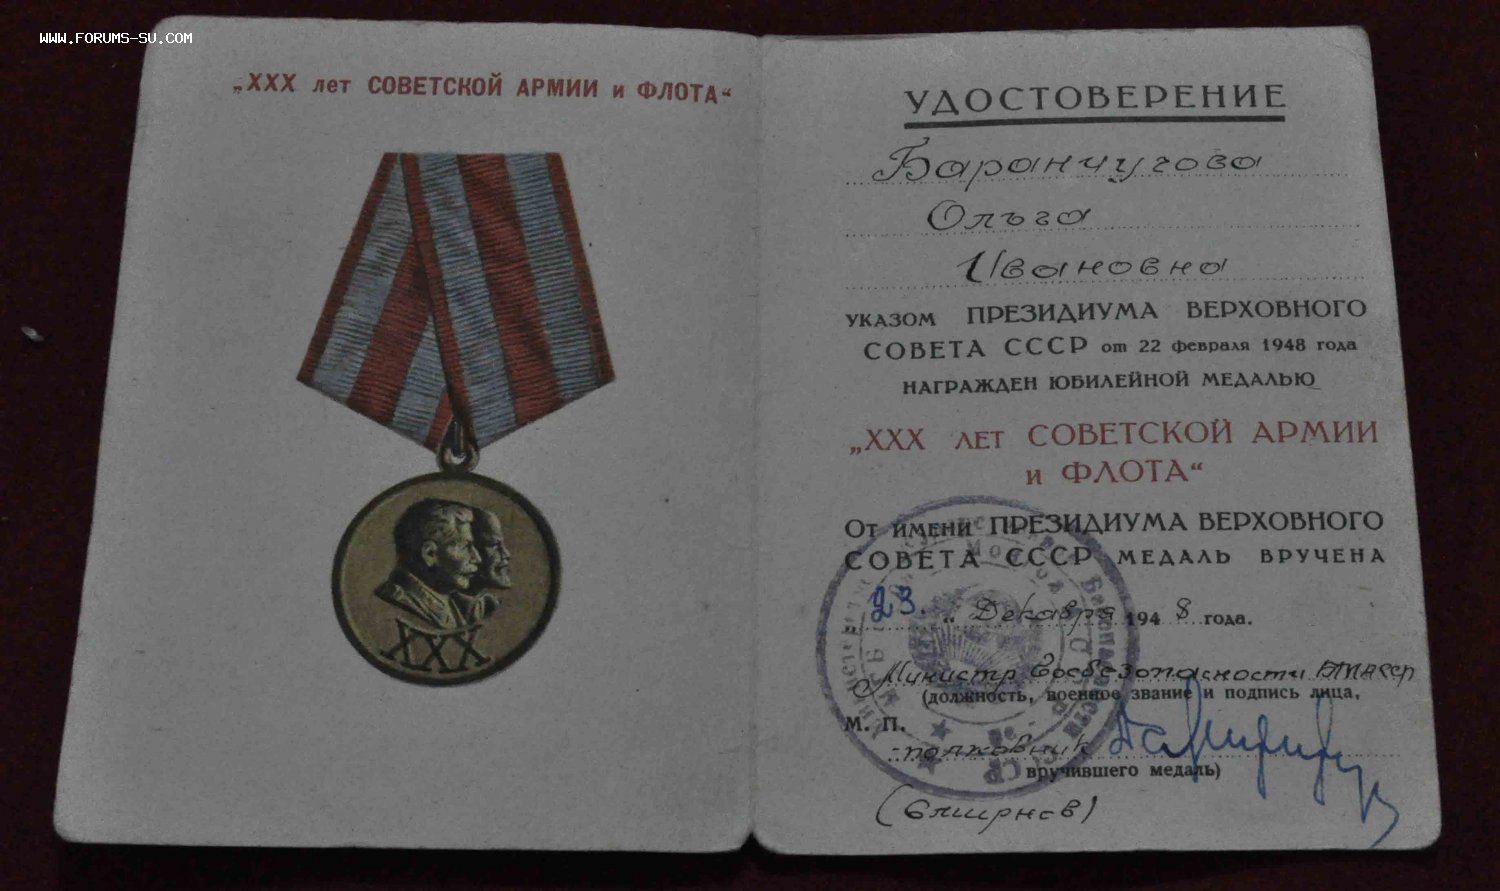 WWW.FORUMS-SU.COM
„XXX лет СОВЕТСКОЙ АРМИИ и ФЛОТА“
XXX
УДОСТОВЕРЕНИЕ
Баранчугова
Ольга
Ивановна
УКАЗОМ ПРЕЗИДИУМА ВЕРХОВНОГО
СОВЕТА СССР от 22 февраля 1948 года
НАГРАЖДЕН ЮБИЛЕЙНОЙ МЕДАЛЬЮ
„XXX ЛЕТ СОВЕТСКОЙ АРМИИ
и ФЛОТА“
От имени ПРЕЗИДИУМА ВЕРХОВНОГО
СОВЕТА СССР МЕДАЛЬ ВРУЧЕНА
„23.“ Декабря 1948 года.
Министр Госбезопасности БМАССР
(должность, военное звание и подпись лица,
М. П.
полковник
вручившего медаль)
(Смирнов)